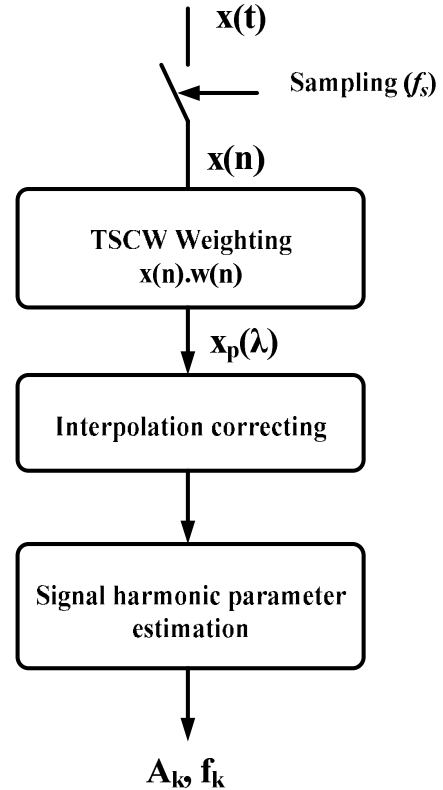 x(t)
Sampling (fs)
x(n)
TSCW Weighting
x(n).w(n)
xp(λ)
Interpolation correcting
Signal harmonic parameter
estimation
Ak, fk